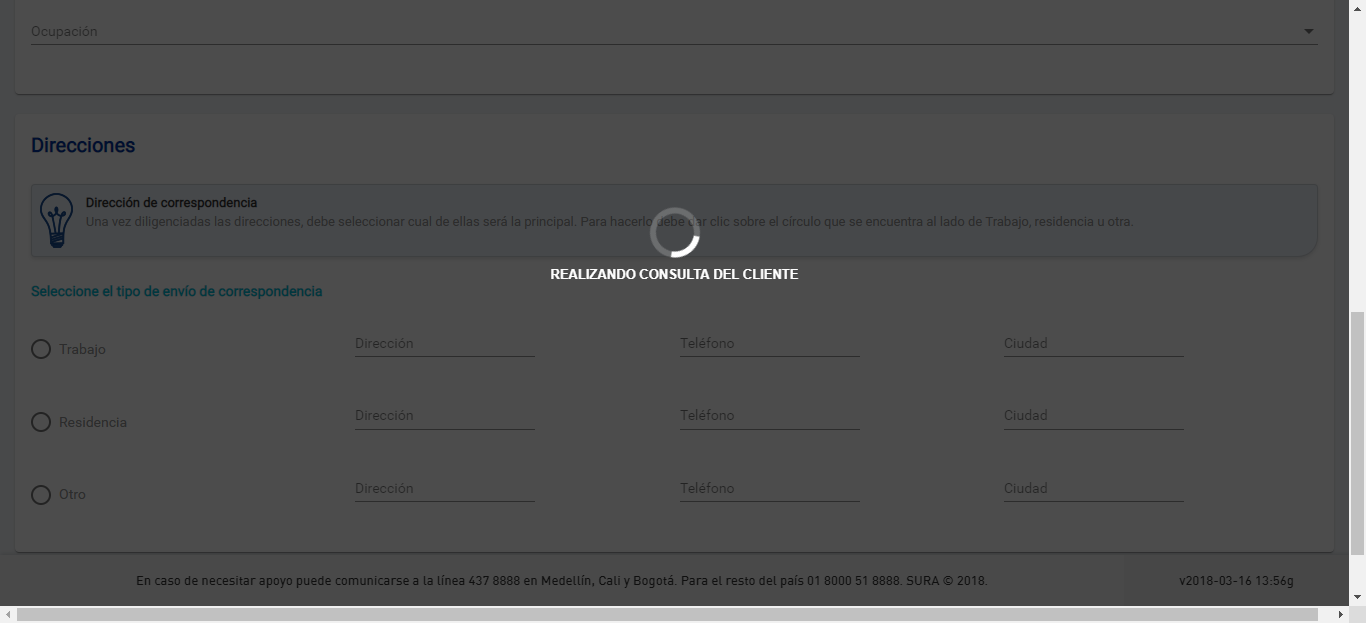 Ocupación
Direcciones
Dirección de correspondencia
Una vez diligenciadas las direcciones, debe seleccionar cual de ellas será la principal. Para hacerlo debe dar clic sobre el círculo que se encuentra al lado de Trabajo, residencia u otra.
REALIZANDO CONSULTA DEL CLIENTE
Seleccione el tipo de envío de correspondencia
Trabajo Dirección Teléfono Ciudad
Residencia Dirección Teléfono Ciudad
Otro Dirección Teléfono Ciudad
En caso de necesitar apoyo puede comunicarse a la línea 437 8888 en Medellín, Cali y Bogotá. Para el resto del país 01 8000 51 8888. SURA © 2018. v2018-03-16 13:56g